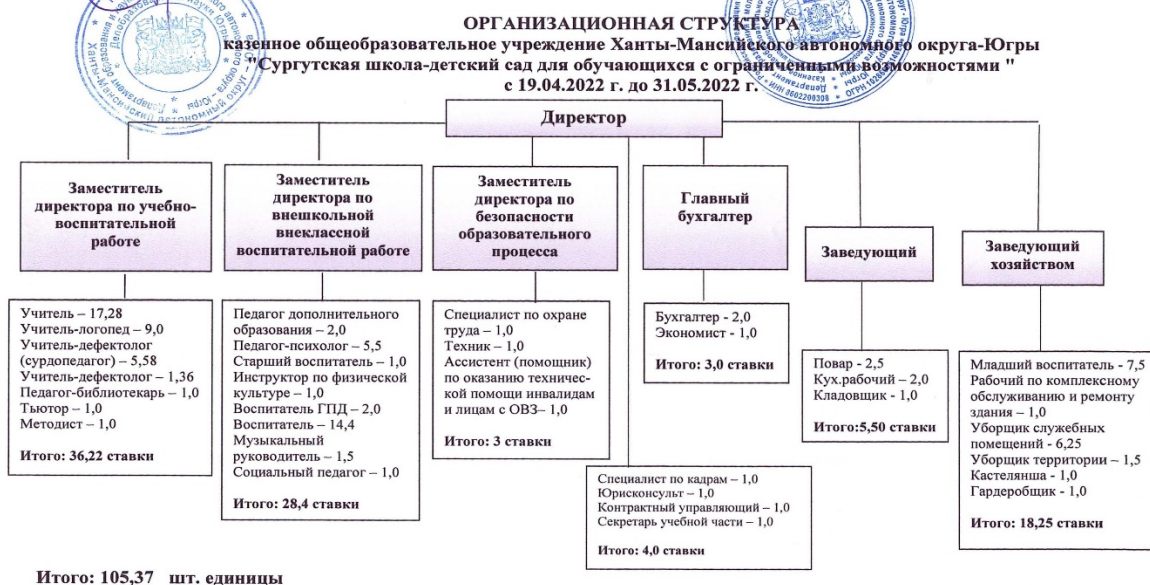 ОРГАНИЗАЦИОННАЯ СТРУКТУРА
казенное общеобразовательное учреждение Ханты-Мансийского автономного округа-Югры
"Сургутская школа-детский сад для обучающихся с ограниченными возможностями "
с 19.04.2022 г. до 31.05.2022 г.
Директор
Заместитель
директора по учебно-
воспитательной
работе
Заместитель
директора по
внешкольной
внеклассной
воспитательной работе
Заместитель
директора по
безопасности
образовательного
процесса
Главный
бухгалтер
Заведующий
Заведующий
хозяйством
Учитель – 17,28
Учитель-логопед – 9,0
Учитель-дефектолог
(сурдопедагог) – 5,58
Учитель-дефектолог – 1,36
Педагог-библиотекарь – 1,0
Тьютор – 1,0
Методист – 1,0
Итого: 36,22 ставки
Педагог дополнительного
образования – 2,0
Педагог-психолог – 5,5
Старший воспитатель – 1,0
Инструктор по физической
культуре – 1,0
Воспитатель ГПД – 2,0
Воспитатель – 14,4
Музыкальный
руководитель – 1,5
Социальный педагог – 1,0
Итого: 28,4 ставки
Специалист по охране
труда – 1,0
Техник – 1,0
Ассистент (помощник)
по оказанию техничес-
кой помощи инвалидам
и лицам с ОВЗ– 1,0
Итого: 3 ставки
Бухгалтер - 2,0
Экономист - 1,0
Итого: 3,0 ставки
Повар - 2,5
Кух.рабочий – 2,0
Кладовщик - 1,0
Итого:5,50 ставки
Младший воспитатель - 7,5
Рабочий по комплексному
обслуживанию и ремонту
здания – 1,0
Уборщик служебных
помещений - 6,25
Уборщик территории – 1,5
Кастелянша - 1,0
Гардеробщик - 1,0
Итого: 18,25 ставки
Специалист по кадрам – 1,0
Юрисконсульт – 1,0
Контрактный управляющий – 1,0
Секретарь учебной части – 1,0
Итого: 4,0 ставки
Итого: 105,37 шт. единицы